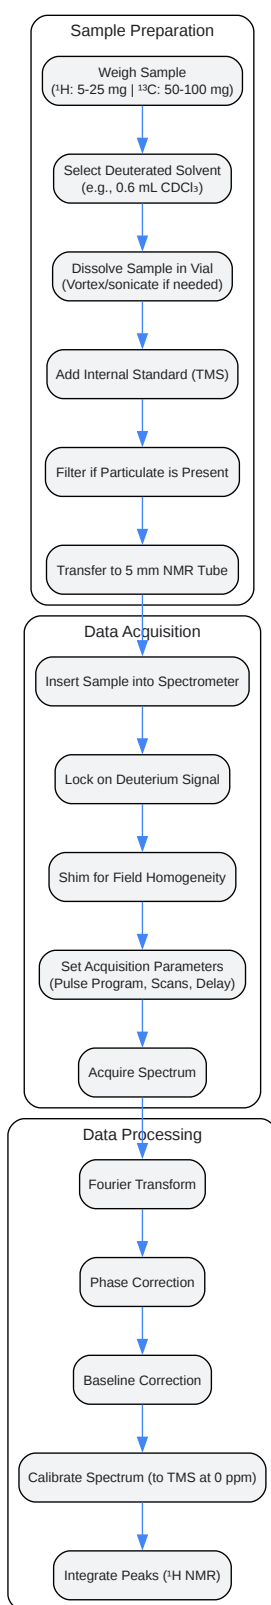 Sample Preparation
Weigh Sample
(¹H: 5-25 mg | ¹³C: 50-100 mg)
Select Deuterated Solvent
(e.g., 0.6 mL CDCl₃)
Dissolve Sample in Vial
(Vortex/sonicate if needed)
Add Internal Standard (TMS)
Filter if Particulate is Present
Transfer to 5 mm NMR Tube
Data Acquisition
Insert Sample into Spectrometer
Lock on Deuterium Signal
Shim for Field Homogeneity
Set Acquisition Parameters
(Pulse Program, Scans, Delay)
Acquire Spectrum
Data Processing
Fourier Transform
Phase Correction
Baseline Correction
Calibrate Spectrum (to TMS at 0 ppm)
Integrate Peaks (¹H NMR)